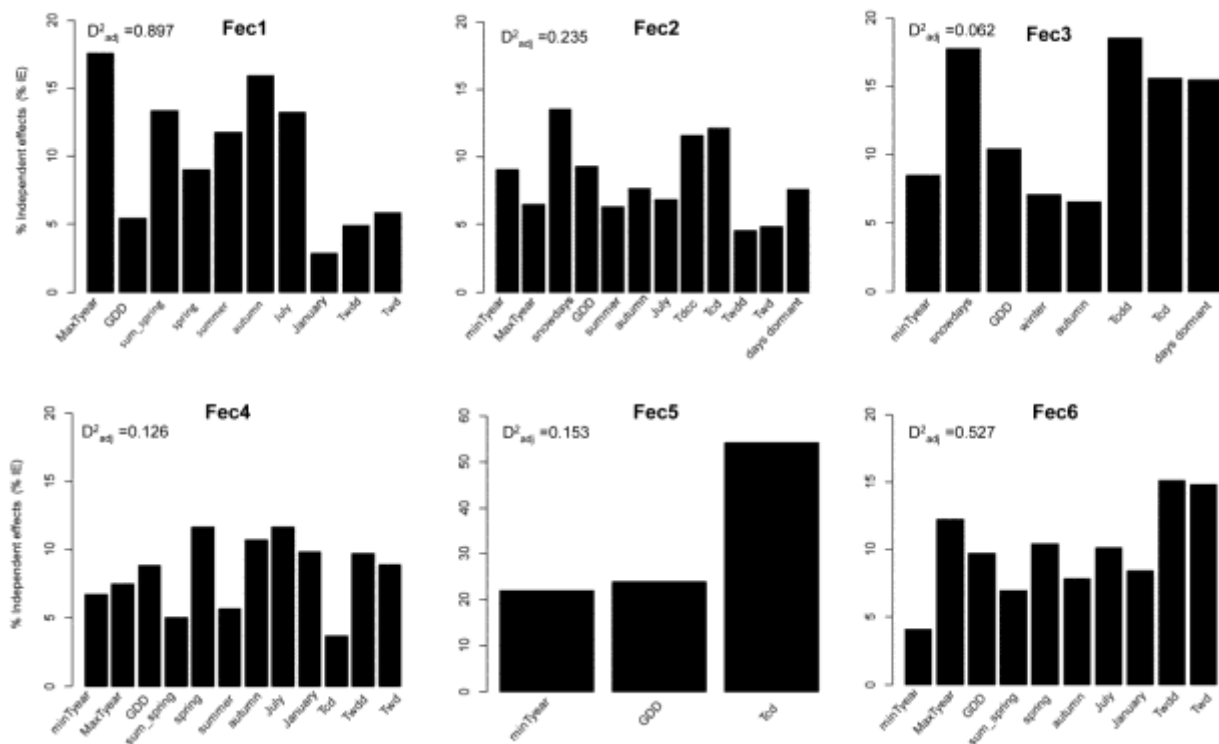 Fec1
D²adj =0.897
% Independent effects (% IE)
0 5 10 15 20
MaxTyear GDD sum_spring spring summer autumn July January Twdd Twd
Fec2
D²adj =0.235
0 5 10 15 20
minTyear MaxTyear snowdays GDD summer autumn July Tdcc Tcd Twdd Twd days dormant
Fec3
D²adj =0.062
0 5 10 15 20
minTyear snowdays GDD winter autumn Tcdd Tcd days dormant
Fec4
D²adj =0.126
% Independent effects (% IE)
0 5 10 15 20
minTyear MaxTyear GDD sum_spring spring summer autumn July January Tcd Twdd Twd
Fec5
D²adj =0.153
0 10 20 30 40 50 60
minTyear GDD Tcd
Fec6
D²adj =0.527
0 5 10 15 20
minTyear MaxTyear GDD sum_spring spring autumn July January Twdd Twd